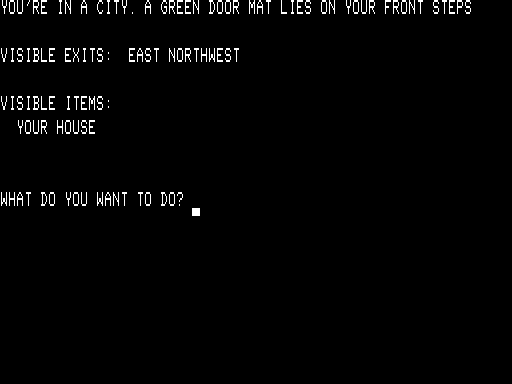 YOU'RE IN A CITY. A GREEN DOOR MAT LIES ON YOUR FRONT STEPS
VISIBLE EXITS: EAST NORTHWEST
VISIBLE ITEMS:
YOUR HOUSE
WHAT DO YOU WANT TO DO?